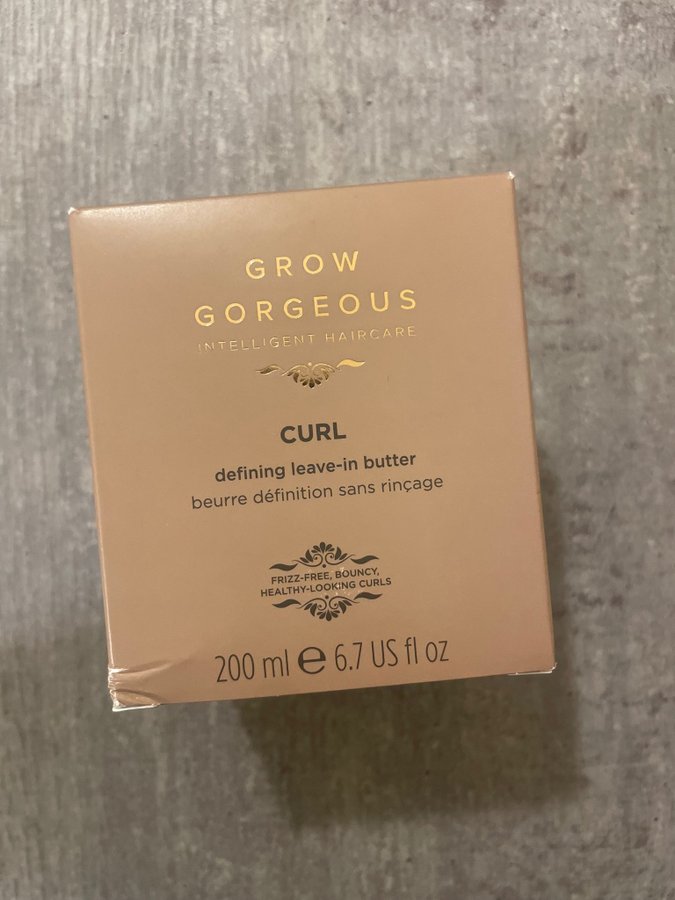 GROW
GORGEOUS
INTELLIGENT HAIRCARE
CURL
defining leave-in butter
beurre définition sans rinçage
FRIZZ-FREE, BOUNCY,
HEALTHY-LOOKING CURLS
200 ml ℮ 6.7 US fl oz